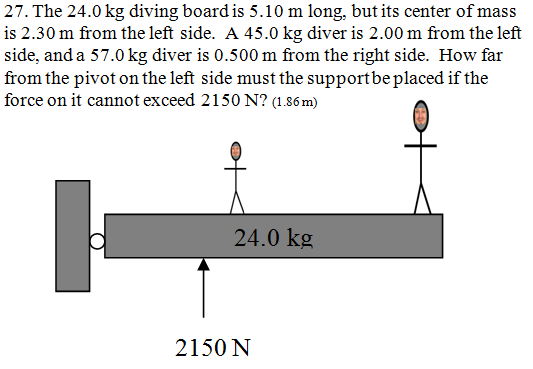 27. The 24.0 kg diving board is 5.10 m long, but its center of mass
is 2.30 m from the left side.  A 45.0 kg diver is 2.00 m from the left
side, and a 57.0 kg diver is 0.500 m from the right side.  How far
from the pivot on the left side must the support be placed if the
force on it cannot exceed 2150 N? (1.86 m)
24.0 kg
2150 N